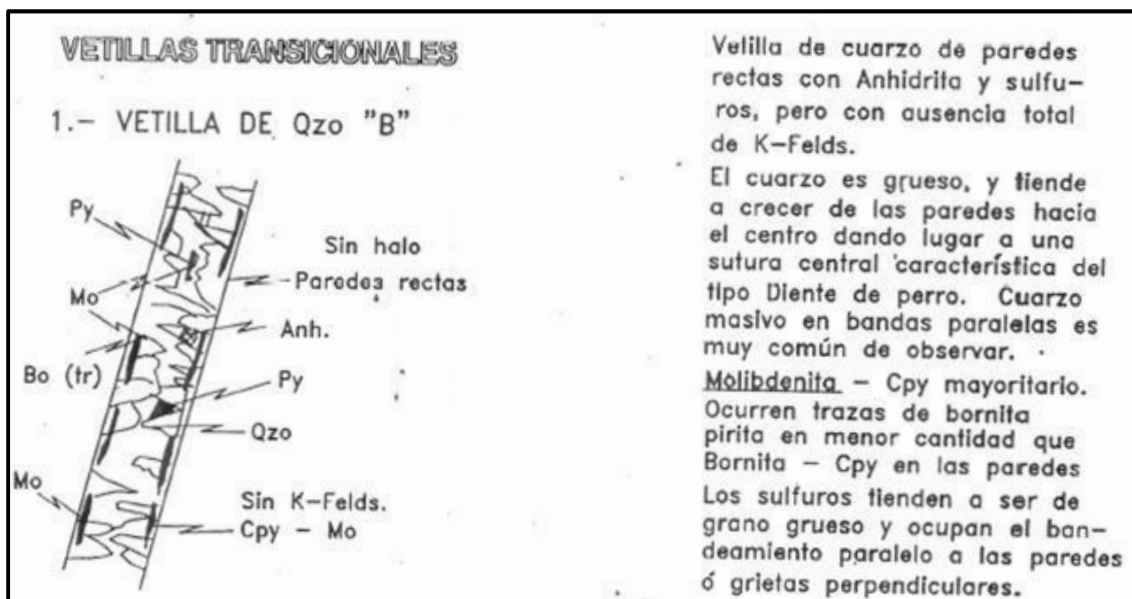 VETILLAS TRANSICIONALES
1.- VETILLA DE Qzo "B"
Py
Mo
Bo (tr)
Mo
Sin halo
Paredes rectas
Anh.
Py
Qzo
Sin K-Felds.
Cpy - Mo
Velilla de cuarzo de paredes
rectas con Anhidrita y sulfu-
ros, pero con ausencia total
de K-Felds.
El cuarzo es grueso, y tiende
a crecer de las paredes hacia
el centro dando lugar a una
sutura central característica del
tipo Diente de perro. Cuarzo
masivo en bandas paralelas es
muy común de observar.
Molibdenita - Cpy mayoritario.
Ocurren trazas de bornita
pirita en menor cantidad que
Bornita - Cpy en las paredes
Los sulfuros tienden a ser de
grano grueso y ocupan el ban-
deamiento paralelo a las paredes
ó grietas perpendiculares.